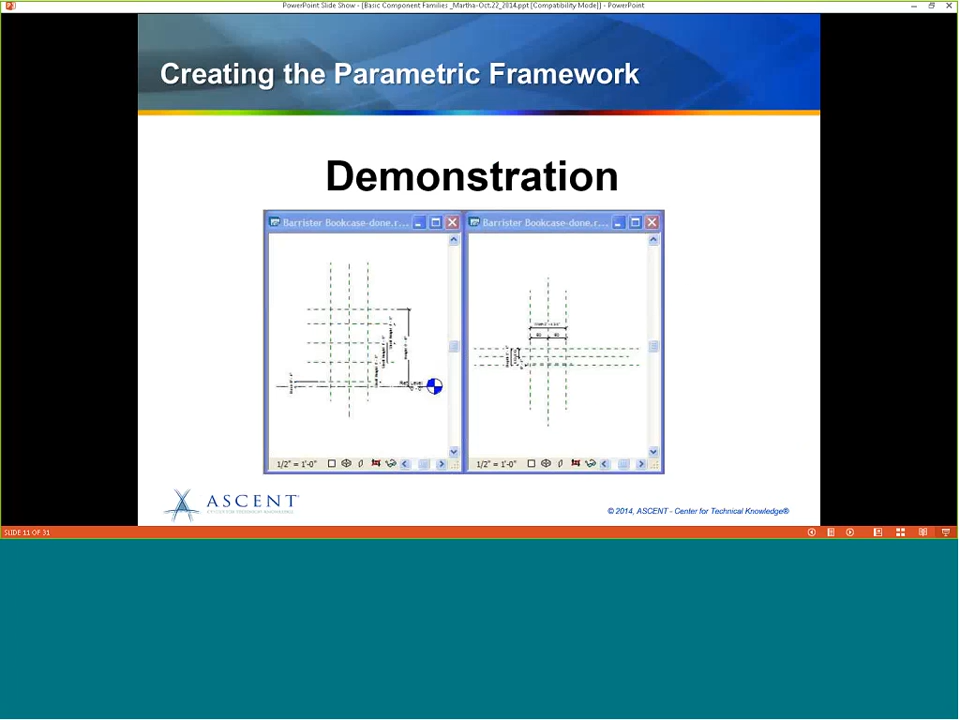 PowerPoint Slide Show - [Basic Component Families _Martha-Oct.22_2014.ppt [Compatibility Mode]] - PowerPoint
Creating the Parametric Framework
Demonstration
Barrister Bookcase-done.r...
Barrister Bookcase-done.r...
Ref. Level
1/2" = 1'-0"
1/2" = 1'-0"
ASCENT
© 2014, ASCENT - Center for Technical Knowledge®
SLIDE 11 OF 31